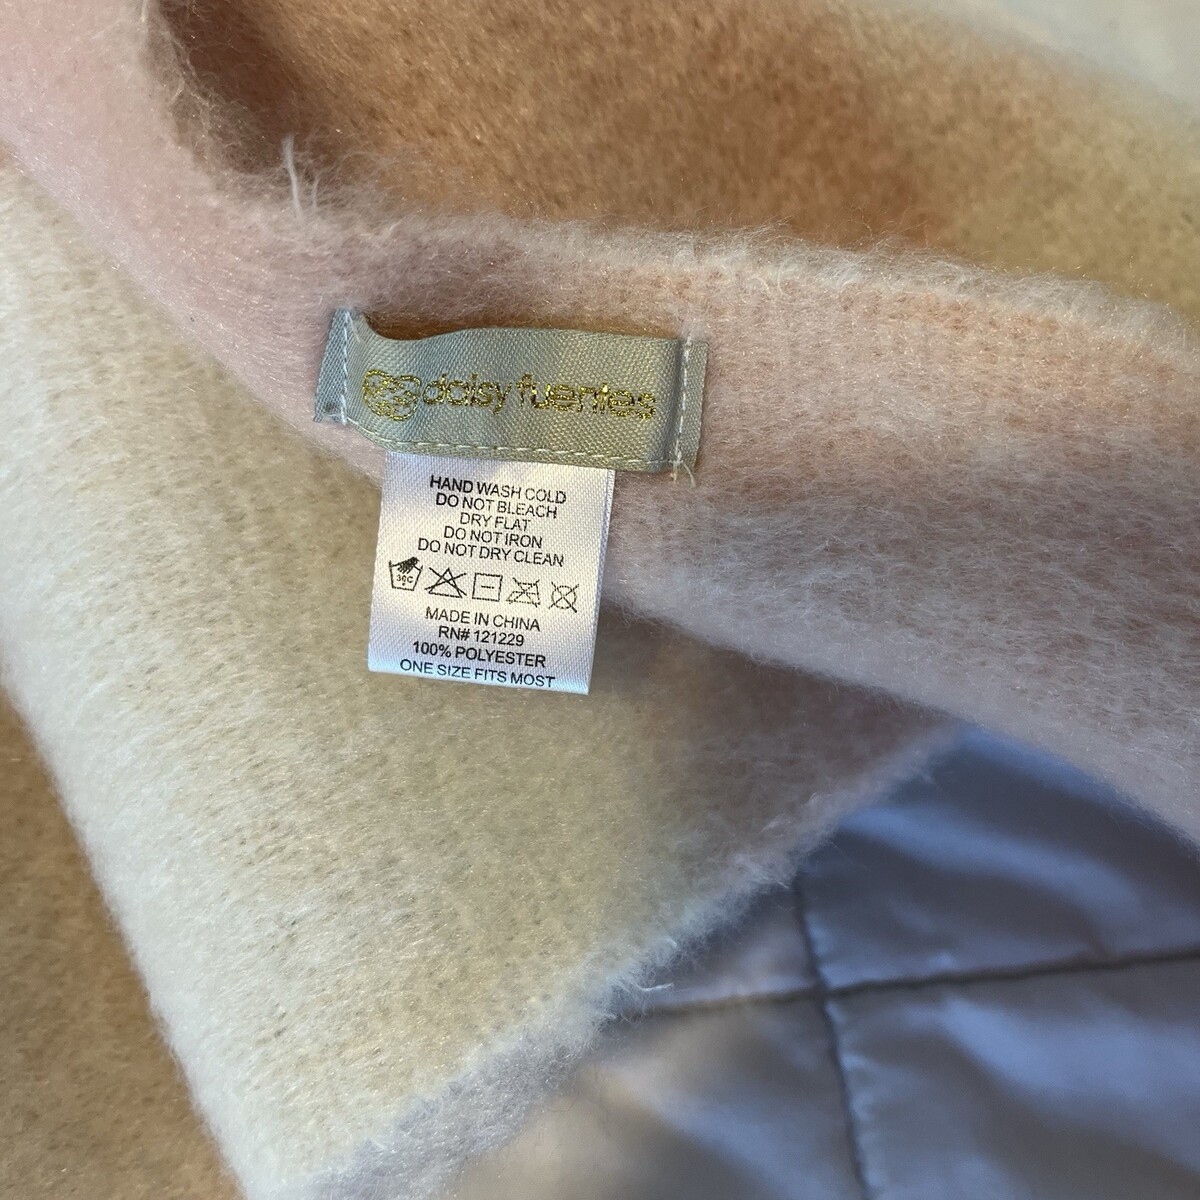 daisy fuentes
HAND WASH COLD
DO NOT BLEACH
DRY FLAT
DO NOT IRON
DO NOT DRY CLEAN
30C
MADE IN CHINA
RN# 121229
100% POLYESTER
ONE SIZE FITS MOST